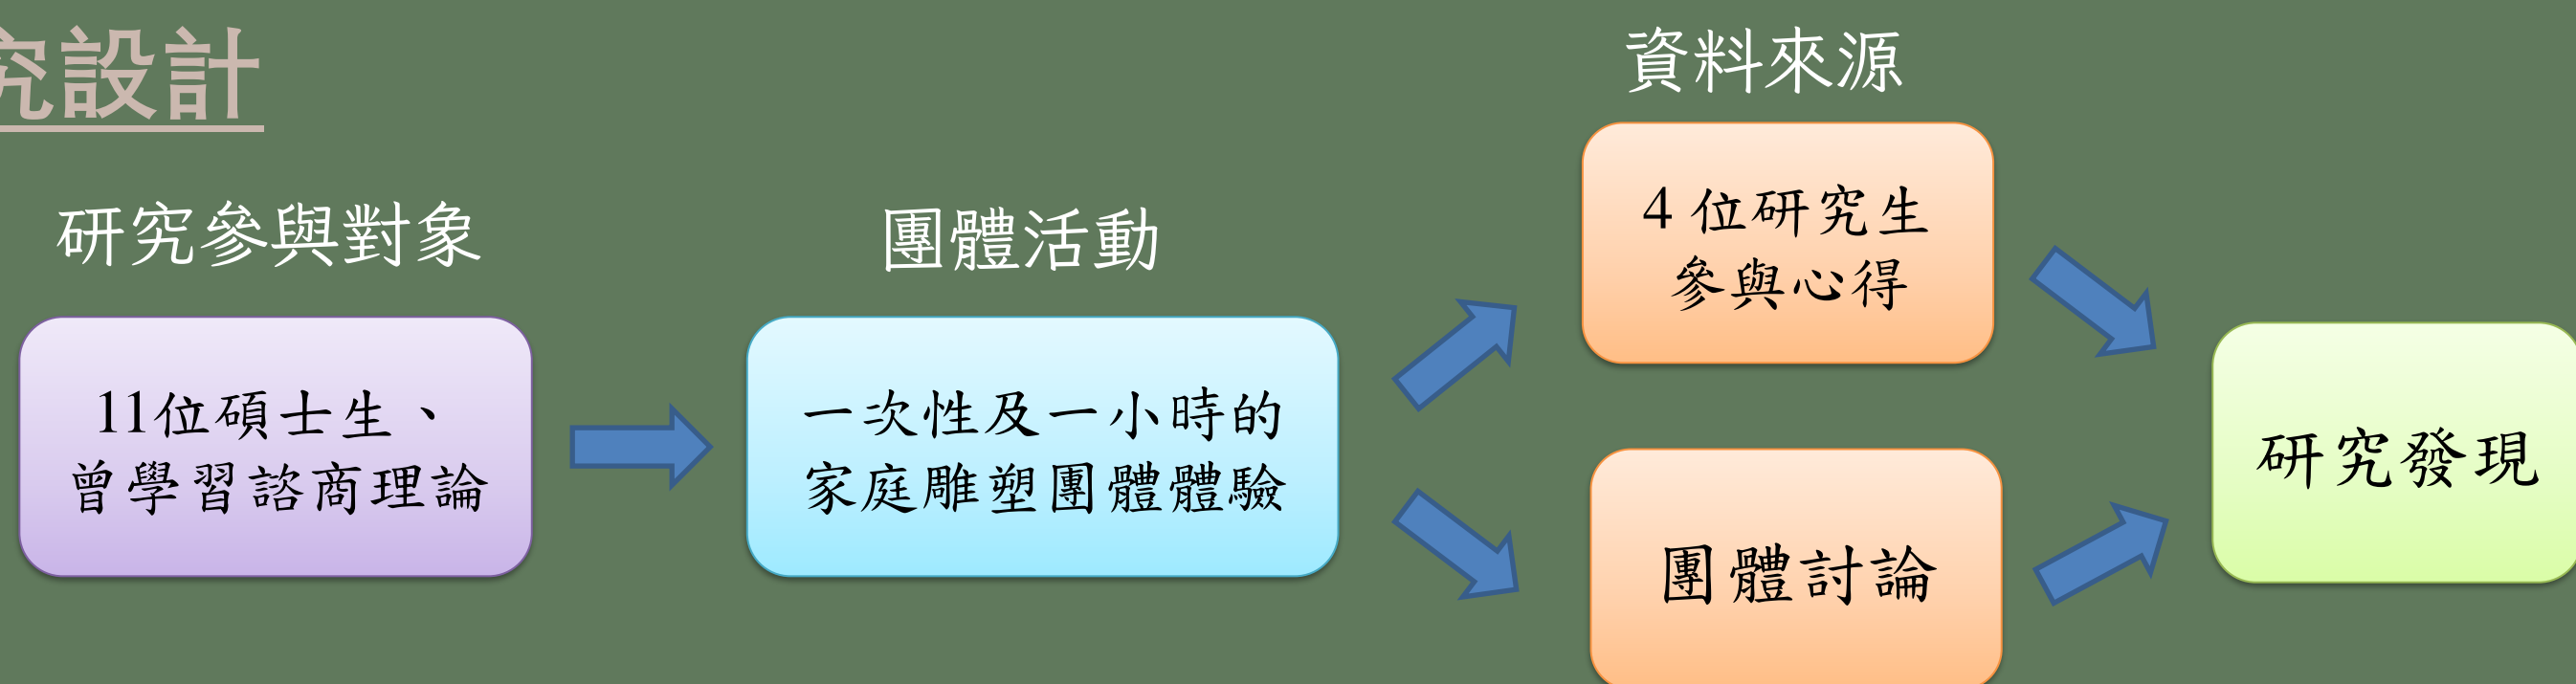 究設計
研究參與對象
11位碩士生、
曾學習諮商理論
團體活動
一次性及一小時的
家庭雕塑團體體驗
資料來源
4 位研究生
參與心得
團體討論
研究發現